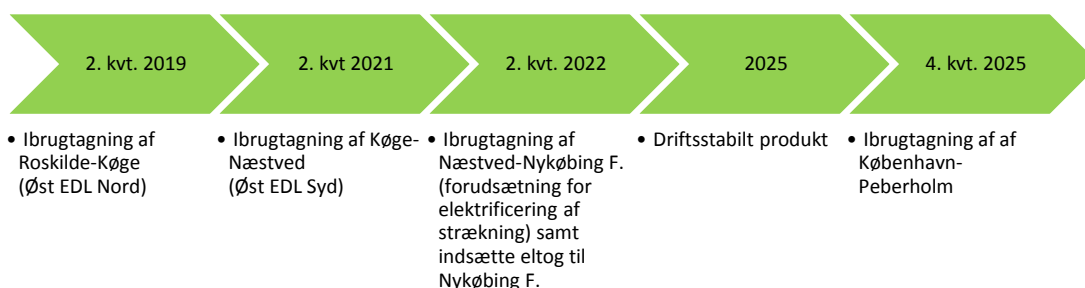 2. kvt. 2019
2. kvt 2021
2. kvt. 2022
2025
4. kvt. 2025
• Ibrugtagning af
Roskilde-Køge
(Øst EDL Nord)
• Ibrugtagning af Køge-
Næstved
(Øst EDL Syd)
• Ibrugtagning af
Næstved-Nykøbing F.
(forudsætning for
elektrificering af
strækning) samt
indsætte eltog til
Nykøbing F.
• Driftsstabilt produkt
• Ibrugtagning af af
København-
Peberholm